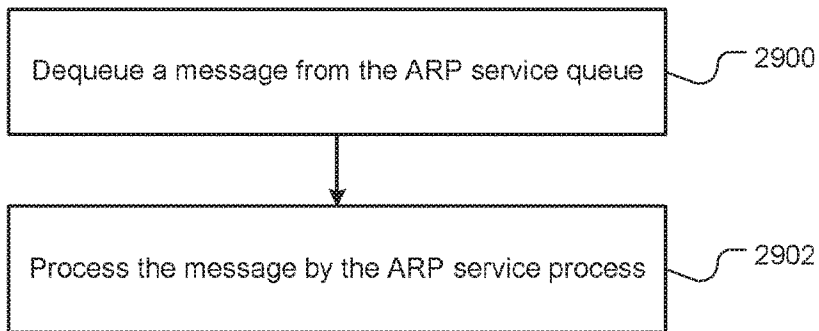 Dequeue a message from the ARP service queue
2900
Process the message by the ARP service process
2902